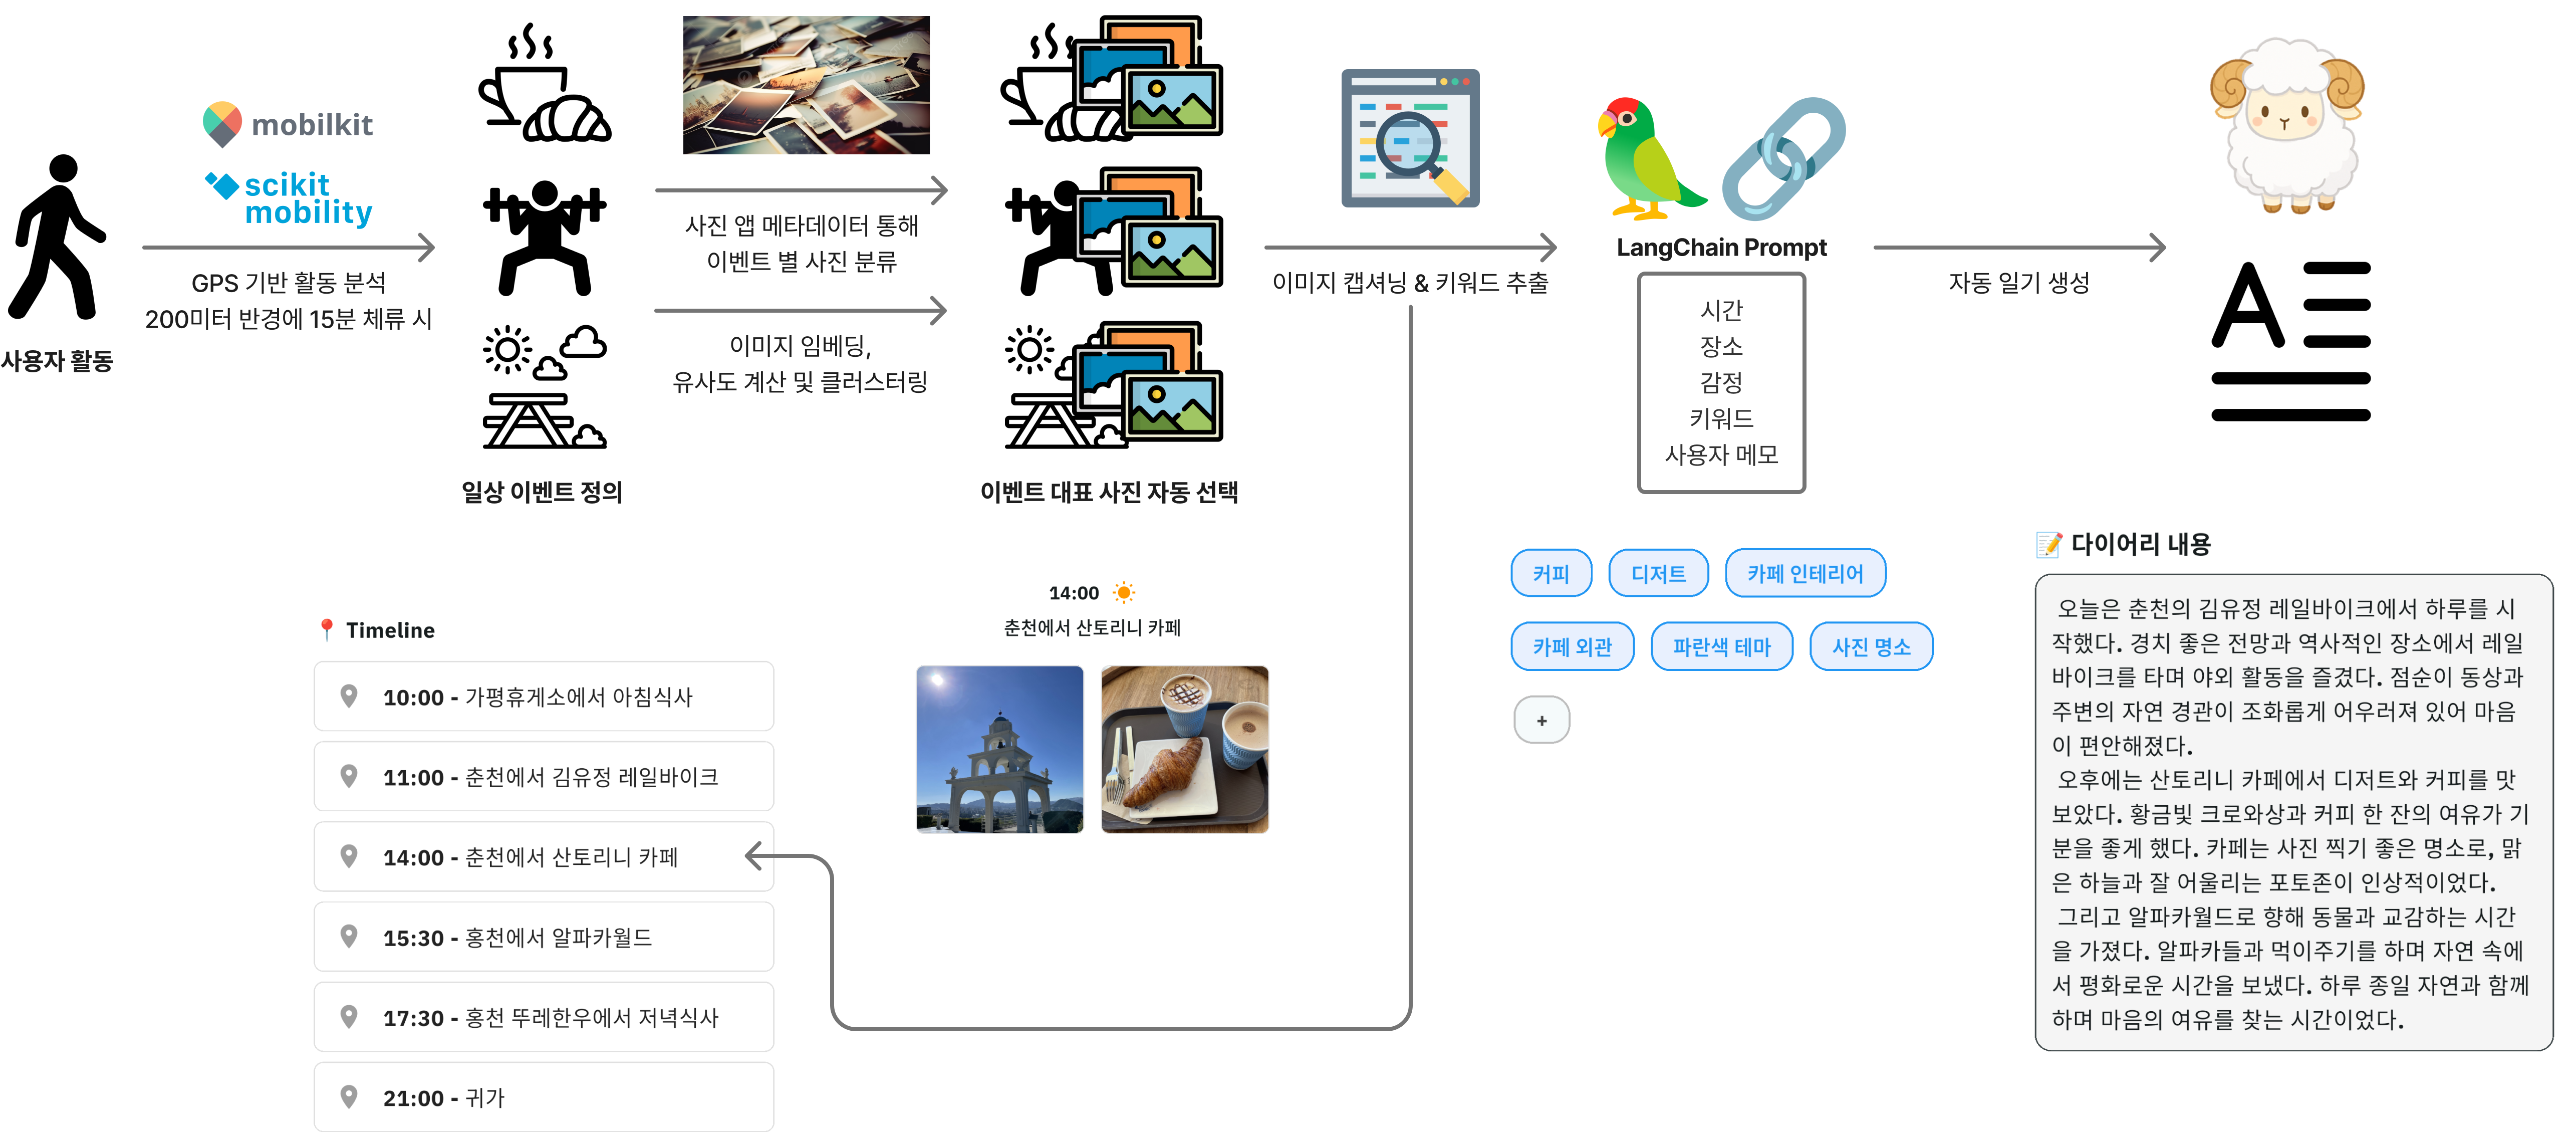 mobilkit
scikit
mobility
GPS 기반 활동 분석
200미터 반경에 15분 체류 시
사용자 활동
일상 이벤트 정의
사진 앱 메타데이터 통해
이벤트 별 사진 분류
이미지 임베딩,
유사도 계산 및 클러스터링
이벤트 대표 사진 자동 선택
이미지 캡셔닝 & 키워드 추출
LangChain Prompt
시간
장소
감정
키워드
사용자 메모
자동 일기 생성
Timeline
10:00 - 가평휴게소에서 아침식사
11:00 - 춘천에서 김유정 레일바이크
14:00 - 춘천에서 산토리니 카페
15:30 - 홍천에서 알파카월드
17:30 - 홍천 뚜레한우에서 저녁식사
21:00 - 귀가
14:00
춘천에서 산토리니 카페
커피
디저트
카페 인테리어
카페 외관
파란색 테마
사진 명소
+
다이어리 내용
오늘은 춘천의 김유정 레일바이크에서 하루를 시
작했다. 경치 좋은 전망과 역사적인 장소에서 레일
바이크를 타며 야외 활동을 즐겼다. 점순이 동상과
주변의 자연 경관이 조화롭게 어우러져 있어 마음
이 편안해졌다.
오후에는 산토리니 카페에서 디저트와 커피를 맛
보았다. 황금빛 크로와상과 커피 한 잔의 여유가 기
분을 좋게 했다. 카페는 사진 찍기 좋은 명소로, 맑
은 하늘과 잘 어울리는 포토존이 인상적이었다.
그리고 알파카월드로 향해 동물과 교감하는 시간
을 가졌다. 알파카들과 먹이주기를 하며 자연 속에
서 평화로운 시간을 보냈다. 하루 종일 자연과 함께
하며 마음의 여유를 찾는 시간이었다.